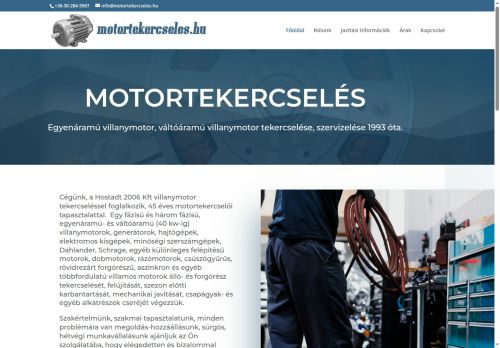 +36-30-284-5567 info@motortekercseles.hu
motortekercseles.hu
Főoldal Rólunk Javítási információk Árak Kapcsolat
MOTORTEKERCSELÉS
Egyenáramú villanymotor, váltóáramú villanymotor tekercselése, szervizelése 1993 óta.
Cégünk, a Hostadt 2006 Kft villanymotor
tekercseléssel foglalkozik, 45 éves motortekercselői
tapasztalattal. Egy fázisú és három fázisú,
egyenáramú- és váltóáramú (40 kw-ig)
villanymotorok, generátorok, hajtógépek,
elektromos kisgépek, minőségi szerszámgépek,
Dahlander, Schrage, egyéb különleges felépítésű
motorok, dobmotorok, rázómotorok, csúszógyűrűs,
rövidrezárt forgórészű, aszinkron és egyéb
többfordulatú villamos motorok álló- és forgórész
tekercselését, felújítását, szezon előtti
karbantartását, mechanikai javítását, csapágyak- és
egyéb alkatrészek cseréjét végezzük.
Szakértelmünk, szakmai tapasztalatunk, minden
problémára van megoldás-hozzáállásunk, sürgős,
hétvégi munkavállalásunk ajánljuk az Ön
szolgálatába, hogy elégedetten és bizalommal